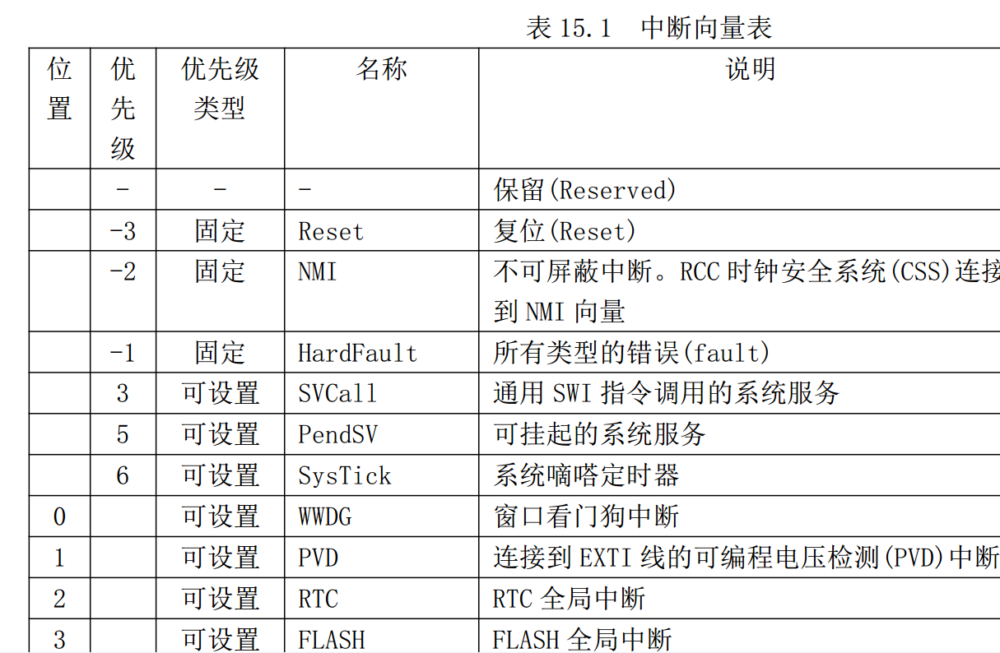 表 15.1 中断向量表
位置 优先级 优先级类型 名称 说明
- - - 保留(Reserved)
-3 固定 Reset 复位(Reset)
-2 固定 NMI 不可屏蔽中断。RCC 时钟安全系统(CSS)连接
到 NMI 向量
-1 固定 HardFault 所有类型的错误(fault)
3 可设置 SVCall 通用 SWI 指令调用的系统服务
5 可设置 PendSV 可挂起的系统服务
6 可设置 SysTick 系统嘀嗒定时器
0 可设置 WWDG 窗口看门狗中断
1 可设置 PVD 连接到 EXTI 线的可编程电压检测(PVD)中断
2 可设置 RTC RTC 全局中断
3 可设置 FLASH FLASH 全局中断